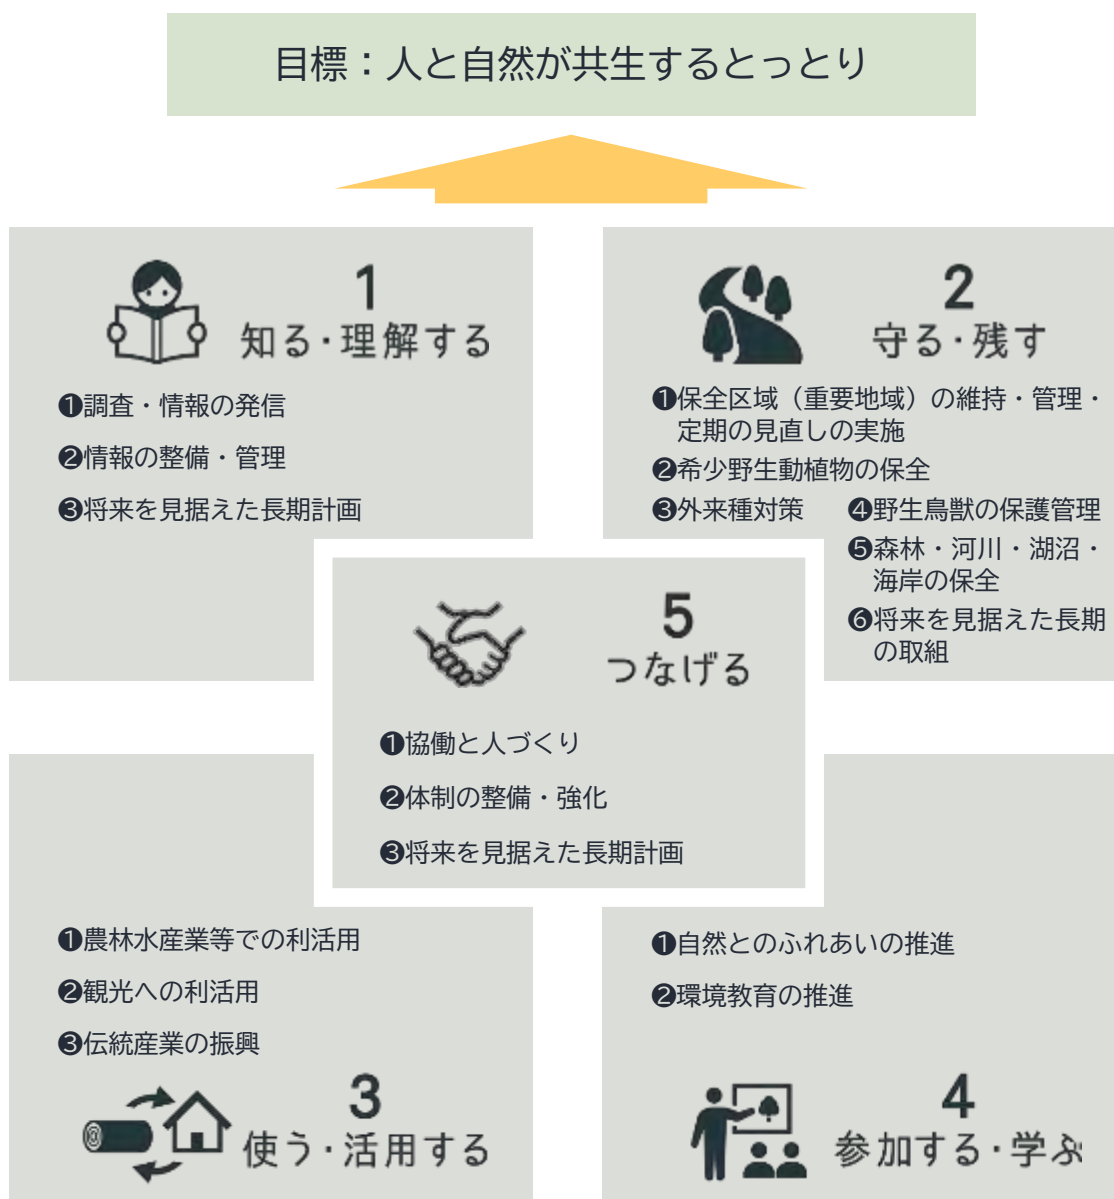 目標：人と自然が共生するとっとり
1
知る・理解する
❶調査・情報の発信
❷情報の整備・管理
❸将来を見据えた長期計画
2
守る・残す
❶保全区域（重要地域）の維持・管理・
定期の見直しの実施
❷希少野生動植物の保全
❸外来種対策
❹野生鳥獣の保護管理
❺森林・河川・湖沼・
海岸の保全
❻将来を見据えた長期
の取組
5
つなげる
❶協働と人づくり
❷体制の整備・強化
❸将来を見据えた長期計画
❶農林水産業等での利活用
❷観光への利活用
❸伝統産業の振興
3
使う・活用する
❶自然とのふれあいの推進
❷環境教育の推進
4
参加する・学ぶ